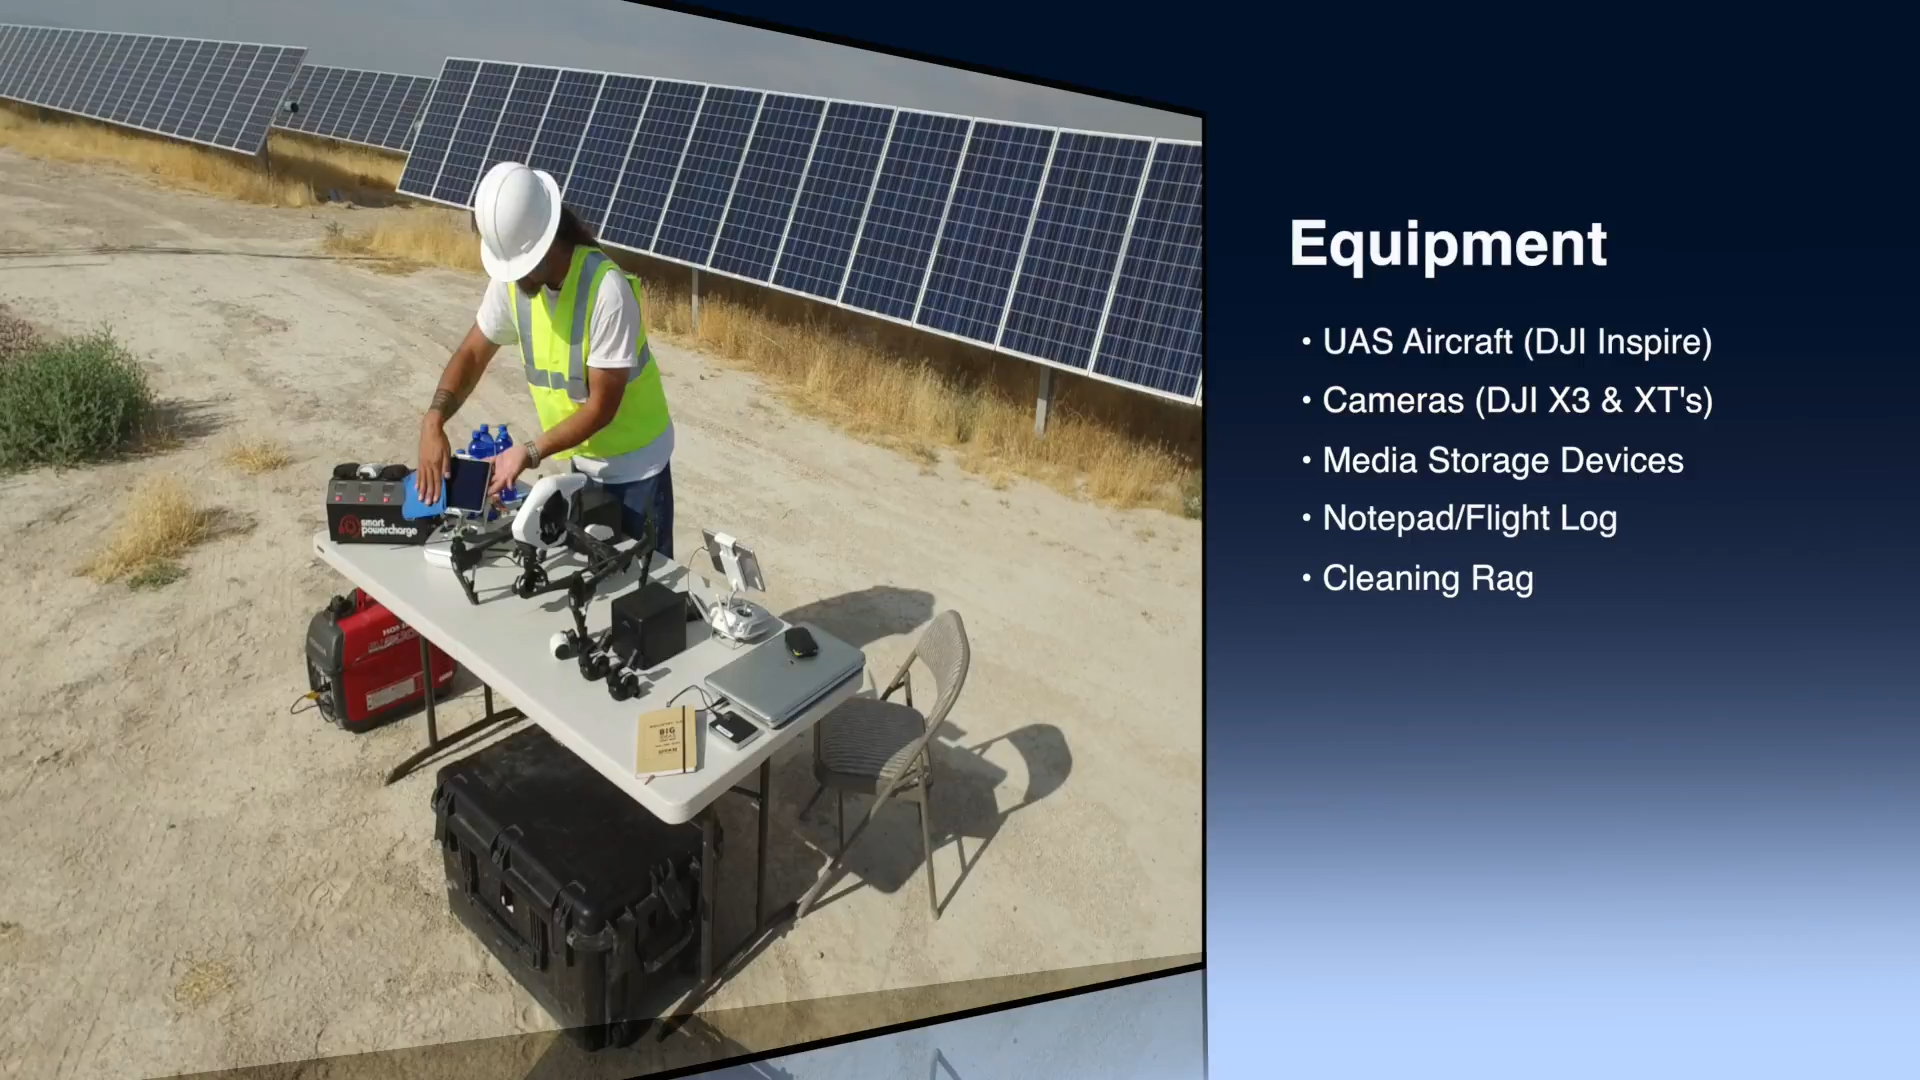 Equipment
• UAS Aircraft (DJI Inspire)
• Cameras (DJI X3 & XT's)
• Media Storage Devices
• Notepad/Flight Log
• Cleaning Rag
smart
powercharge
BIG